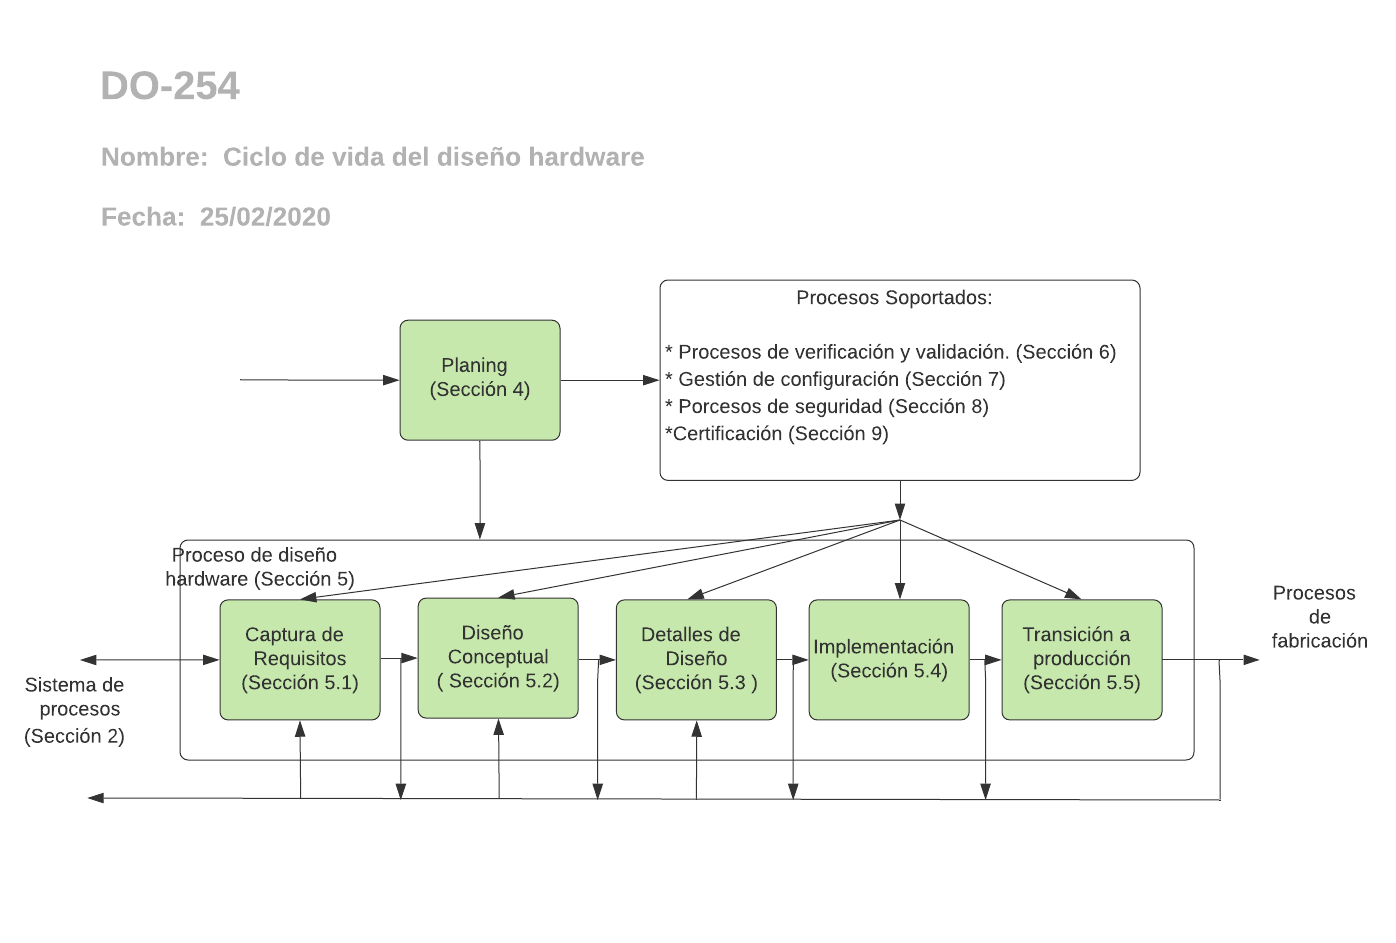 DO-254
Nombre: Ciclo de vida del diseño hardware
Fecha: 25/02/2020
Procesos Soportados:
* Procesos de verificación y validación. (Sección 6)
* Gestión de configuración (Sección 7)
* Porcesos de seguridad (Sección 8)
*Certificación (Sección 9)
Planing
(Sección 4)
Proceso de diseño
hardware (Sección 5)
Captura de
Requisitos
(Sección 5.1)
Diseño
Conceptual
( Sección 5.2)
Detalles de
Diseño
(Sección 5.3 )
Implementación
(Sección 5.4)
Transición a
producción
(Sección 5.5)
Procesos
de
fabricación
Sistema de
procesos
(Sección 2)